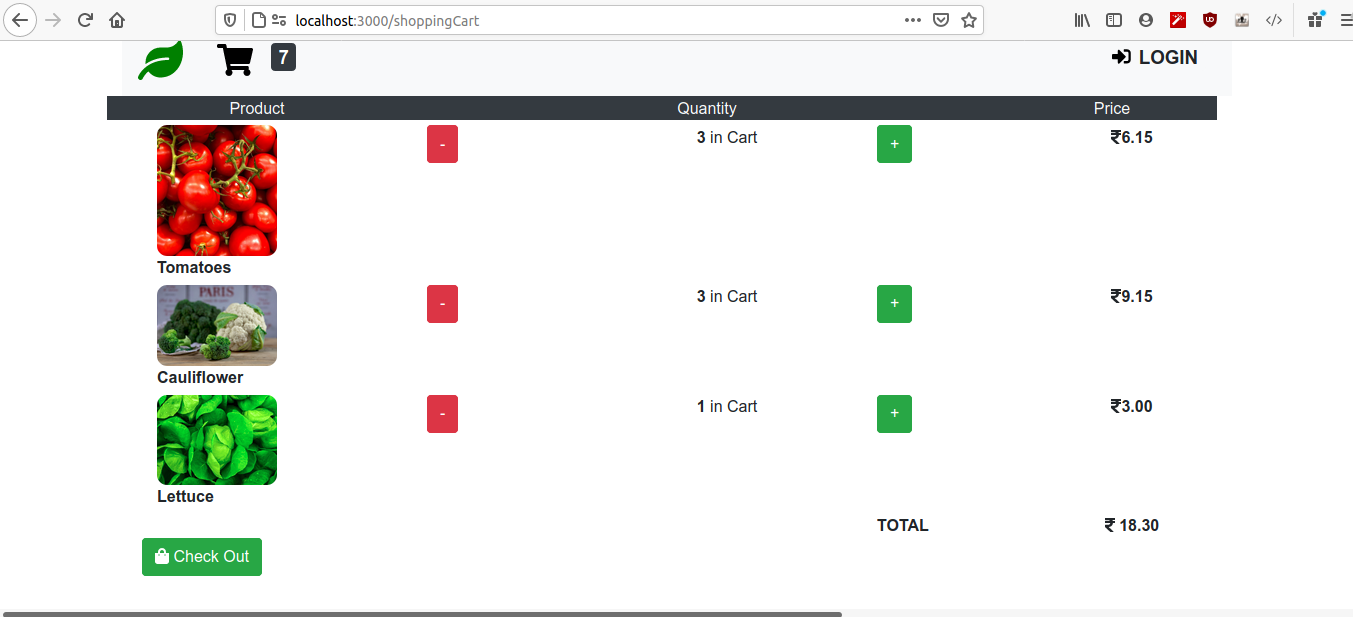 localhost:3000/shoppingCart
7
LOGIN
Product Quantity Price
- 3 in Cart + ₹6.15
Tomatoes
PARIS
- 3 in Cart + ₹9.15
Cauliflower
- 1 in Cart + ₹3.00
Lettuce
TOTAL ₹ 18.30
Check Out